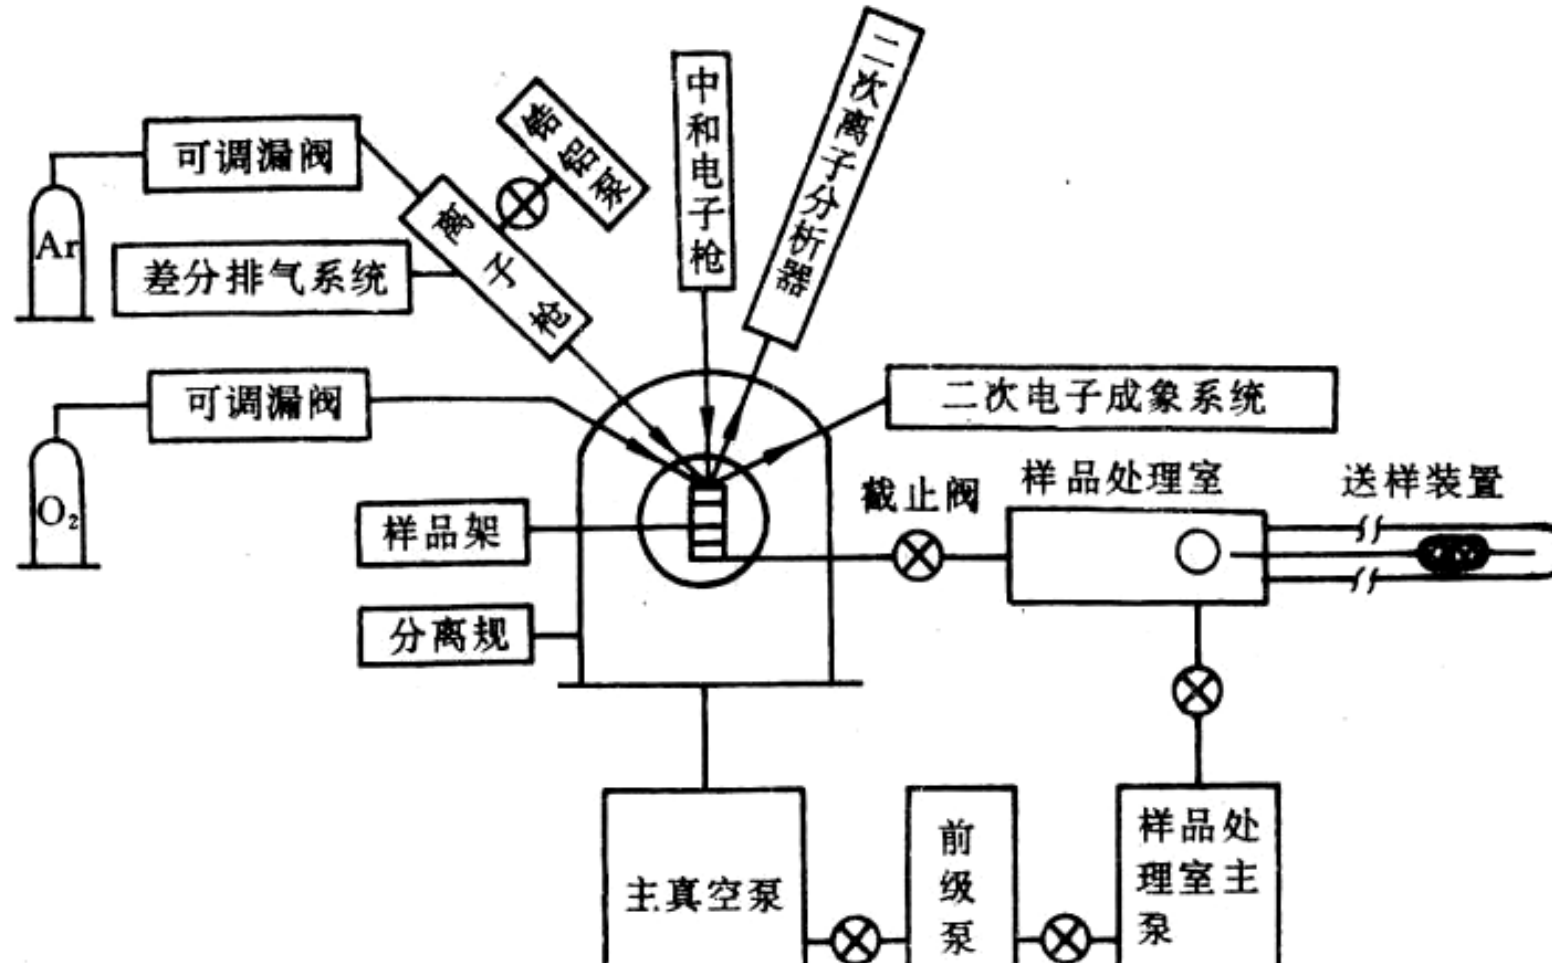 二次离子分析器
中和电子枪
锆铝泵
可调漏阀
离子枪
Ar
差分排气系统
可调漏阀
二次电子成象系统
O₂
截止阀
样品处理室
送样装置
样品架
分离规
主真空泵
前级泵
样品处
理室主
泵